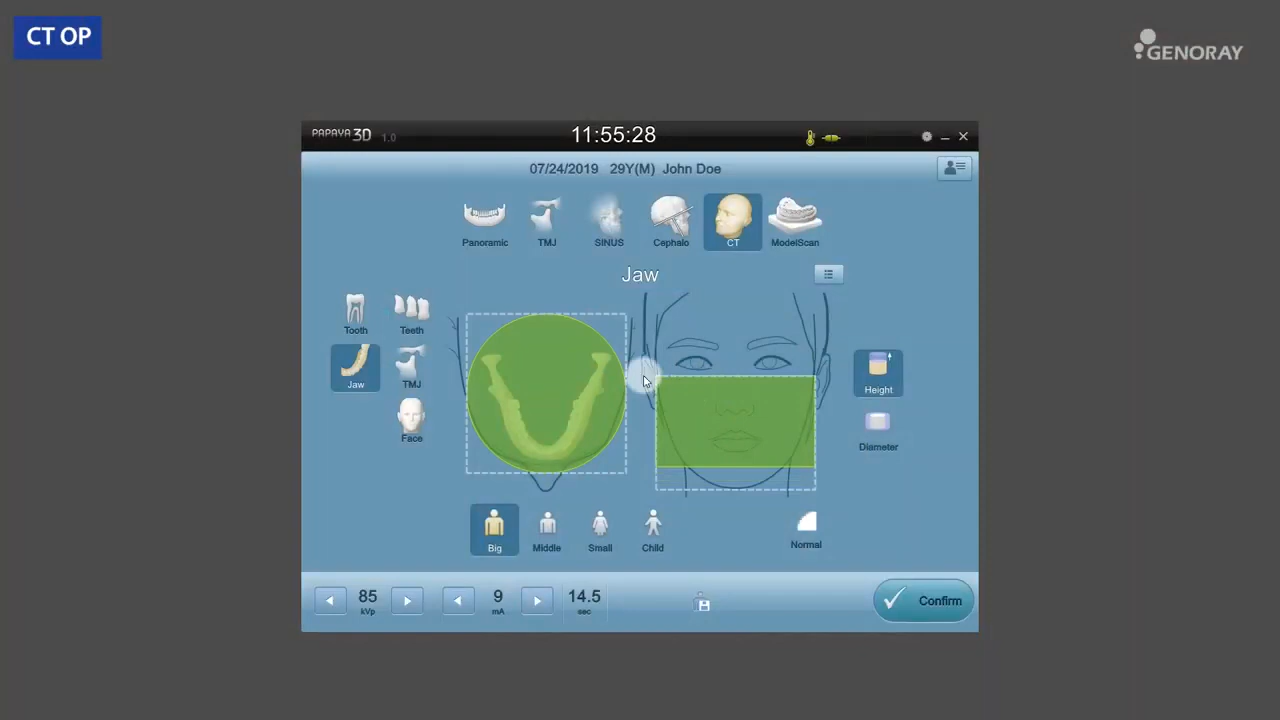 CT OP
GENORAY
PAPAYA 3D 1.0
11:55:28
07/24/2019 29Y(M) John Doe
Panoramic TMJ SINUS Cephalo CT ModelScan
Jaw
Tooth Teeth
Jaw TMJ
Face
Height
Diameter
Big Middle Small Child Normal
85 9 14.5
kVp mA sec
Confirm